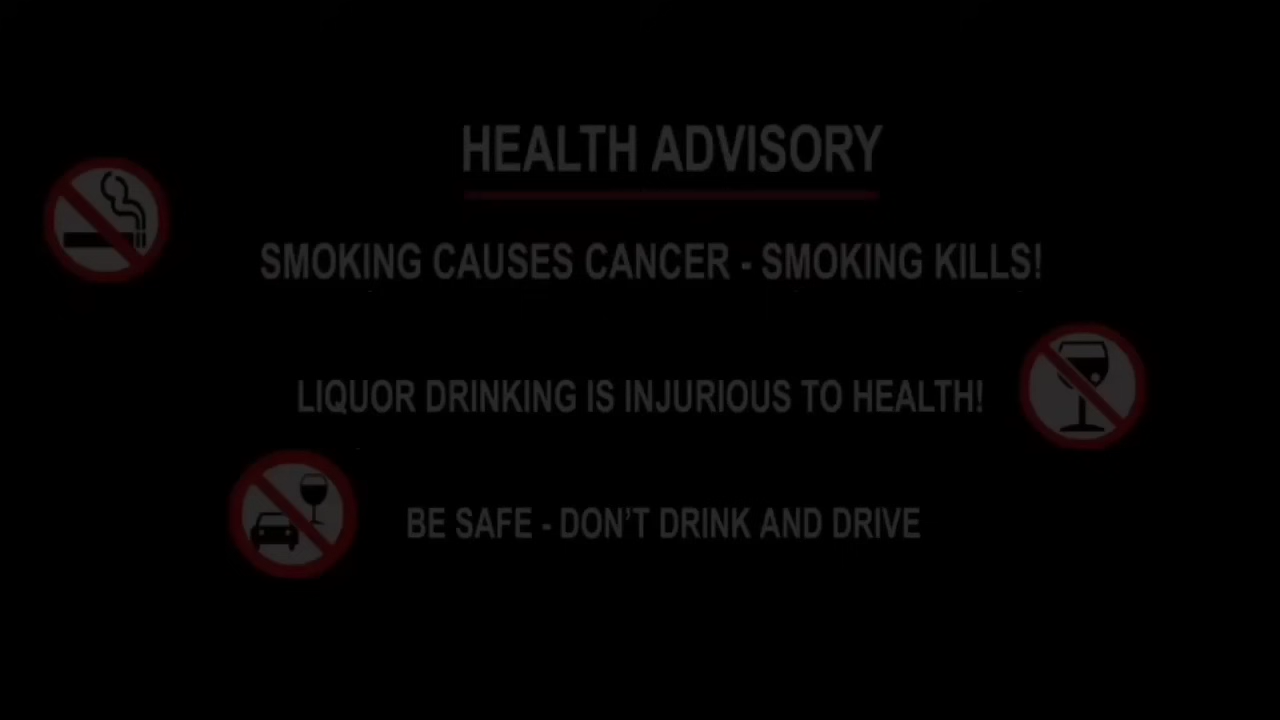 HEALTH ADVISORY
SMOKING CAUSES CANCER - SMOKING KILLS!
LIQUOR DRINKING IS INJURIOUS TO HEALTH!
BE SAFE - DON’T DRINK AND DRIVE